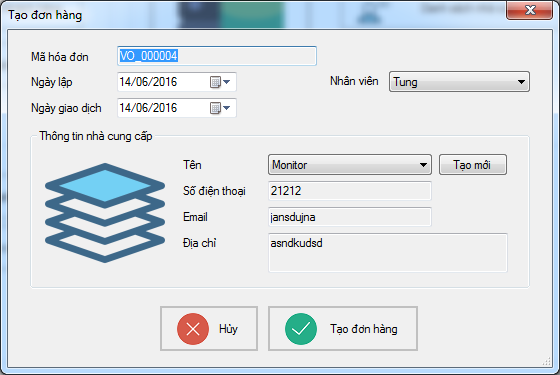 Tạo đơn hàng
Mã hóa đơn VO_000004
Ngày lập 14/06/2016 Nhân viên Tung
Ngày giao dịch 14/06/2016
Thông tin nhà cung cấp
Tên Monitor Tạo mới
Số điện thoại 21212
Email jansdujna
Địa chỉ asndkudsd
Hủy Tạo đơn hàng